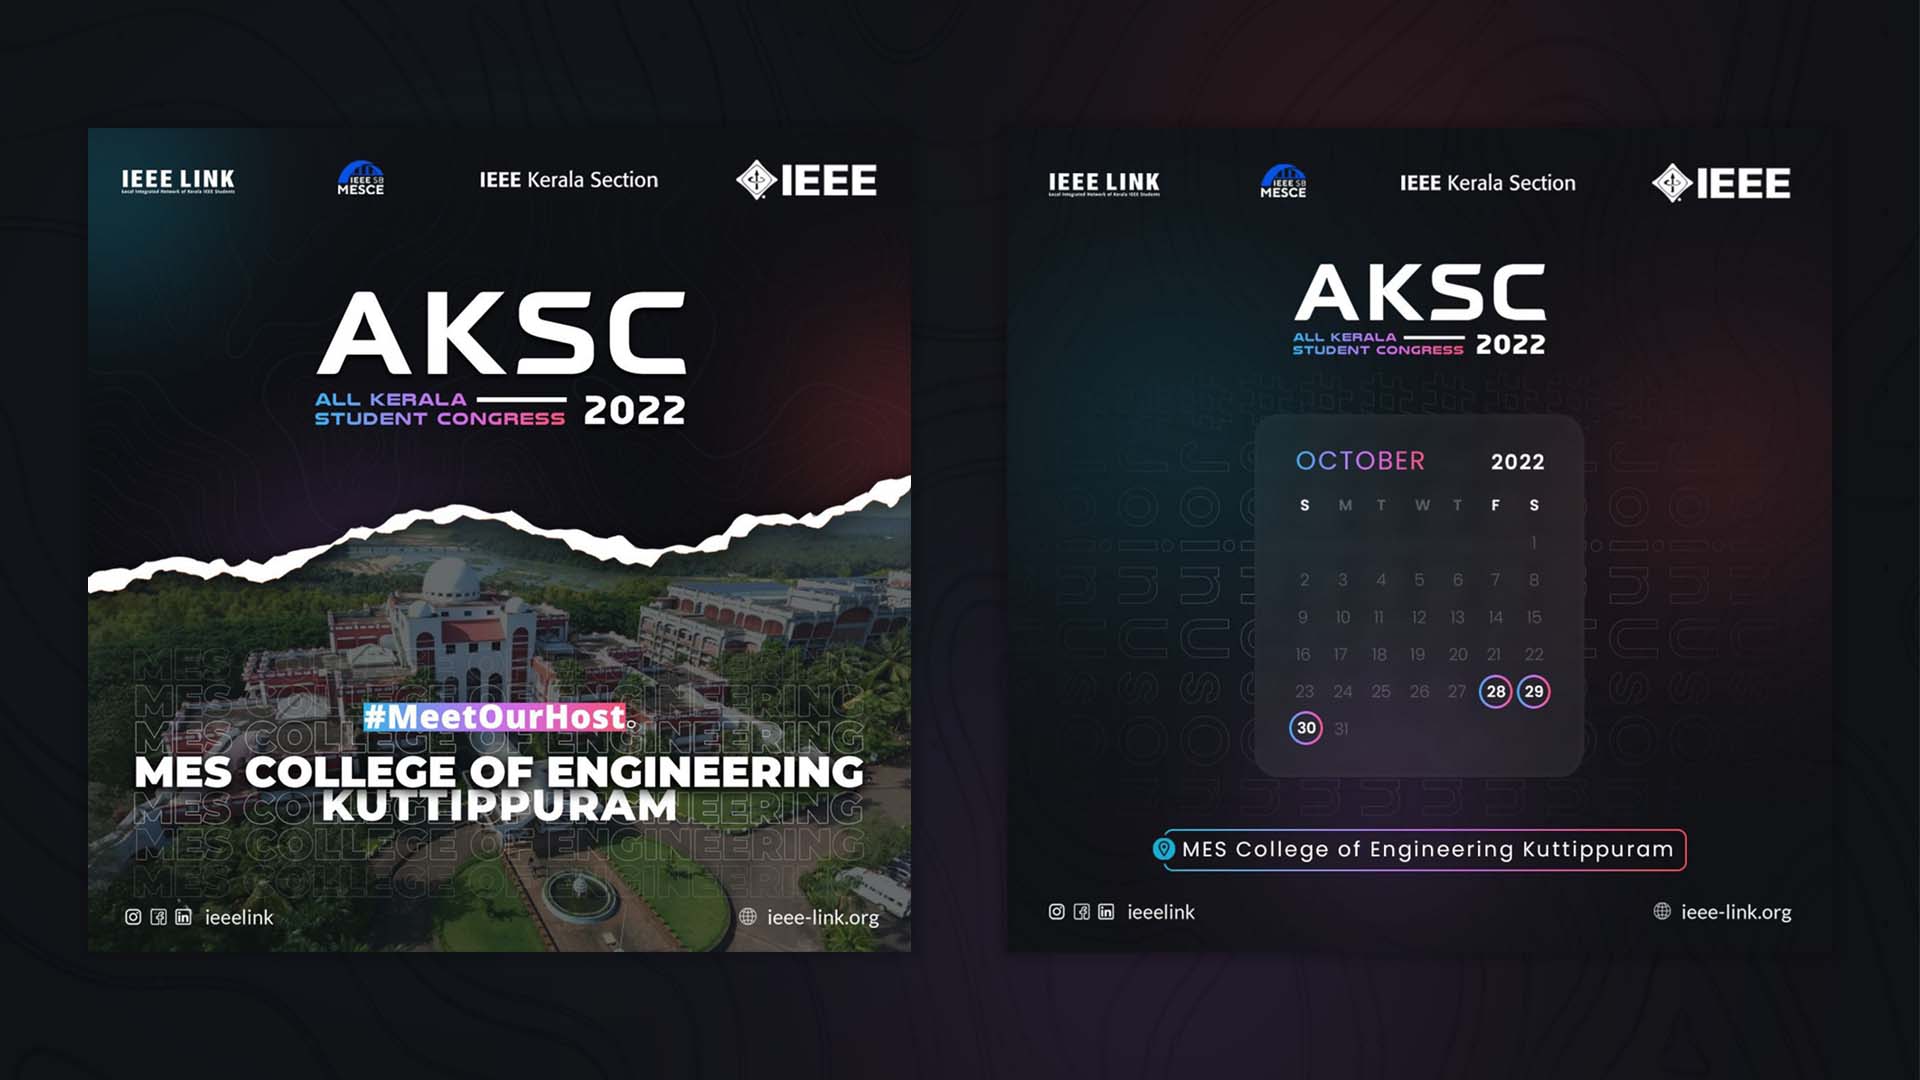 IEEE LINK
Local Integrated Network of Kerala IEEE Students
IEEE SB
MESCE
IEEE Kerala Section
IEEE
AKSC
ALL KERALA
STUDENT CONGRESS 2022
MES COLLEGE OF ENGINEERING
MES COLLEGE OF ENGINEERING
#MeetOurHost
MES COLLEGE OF ENGINEERING
MES COLLEGE OF ENGINEERING
KUTTIPPURAM
MES COLLEGE OF ENGINEERING
MES COLLEGE OF ENGINEERING
MES COLLEGE OF ENGINEERING
ieeelink
ieee-link.org
IEEE LINK
Local Integrated Network of Kerala IEEE Students
IEEE SB
MESCE
IEEE Kerala Section
IEEE
AKSC
ALL KERALA
STUDENT CONGRESS 2022
OCTOBER 2022
S M T W T F S
1
2 3 4 5 6 7 8
9 10 11 12 13 14 15
16 17 18 19 20 21 22
23 24 25 26 27 28 29
30 31
MES College of Engineering Kuttippuram
ieeelink
ieee-link.org